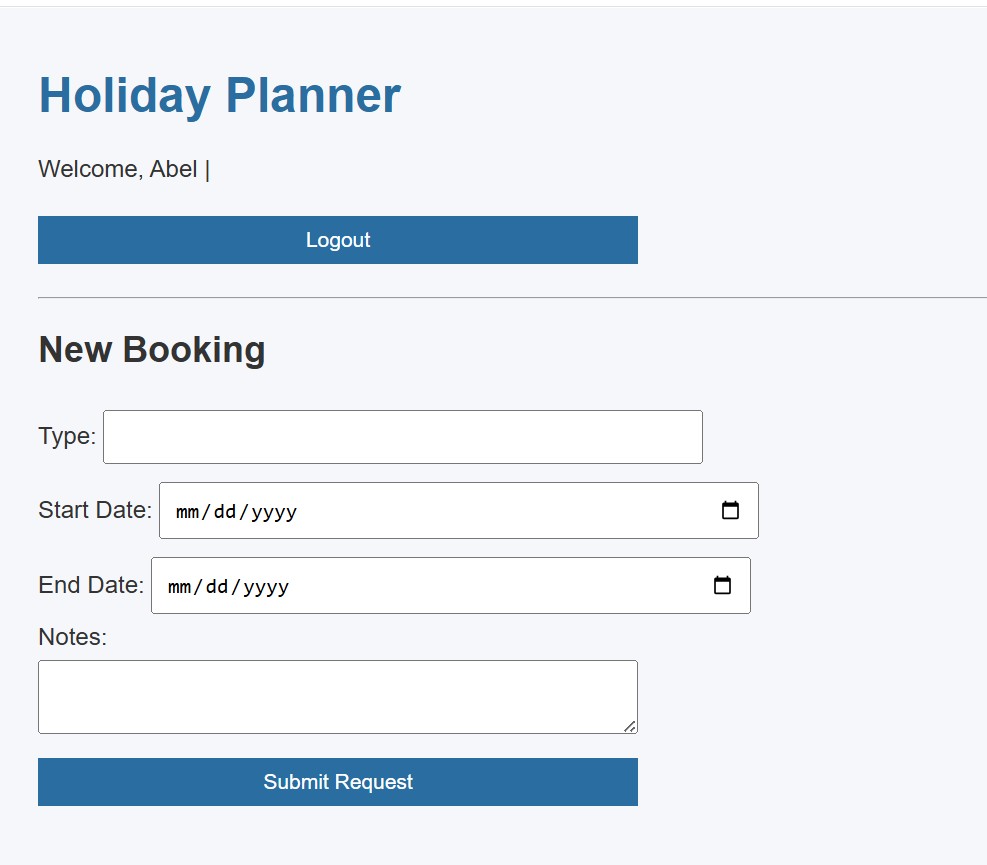 Holiday Planner
Welcome, Abel |
Logout
New Booking
Type:
Start Date: mm/dd/yyyy
End Date: mm/dd/yyyy
Notes:
Submit Request